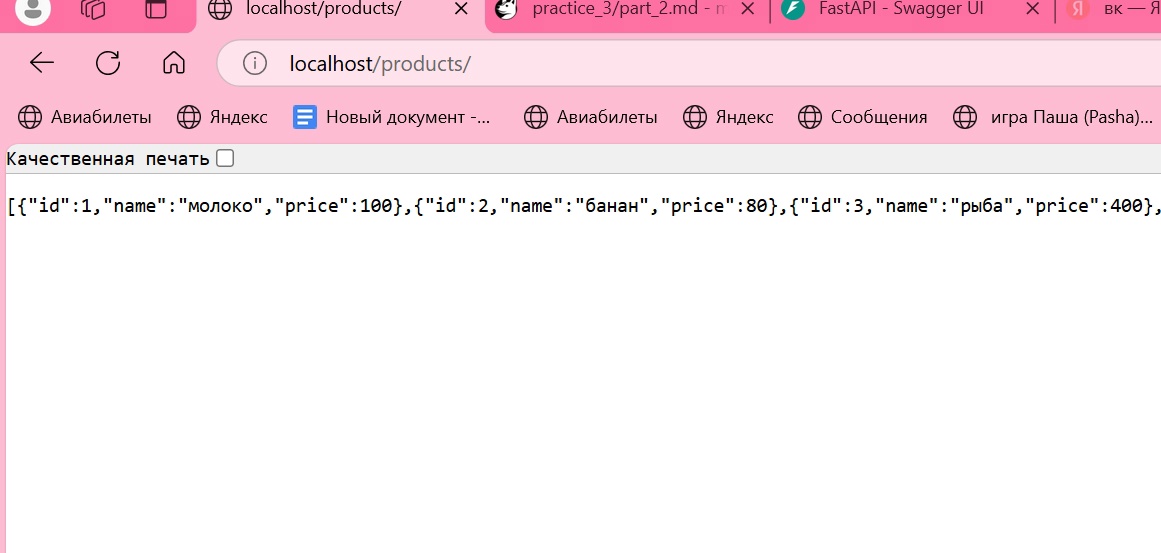 localhost/products/
practice_3/part_2.md - m
FastAPI - Swagger UI
Я
вк — Я
localhost/products/
Авиабилеты
Яндекс
Новый документ -...
Авиабилеты
Яндекс
Сообщения
игра Паша (Pasha)...
Качественная печать
[{"id":1,"name":"молоко","price":100},{"id":2,"name":"банан","price":80},{"id":3,"name":"рыба","price":400},